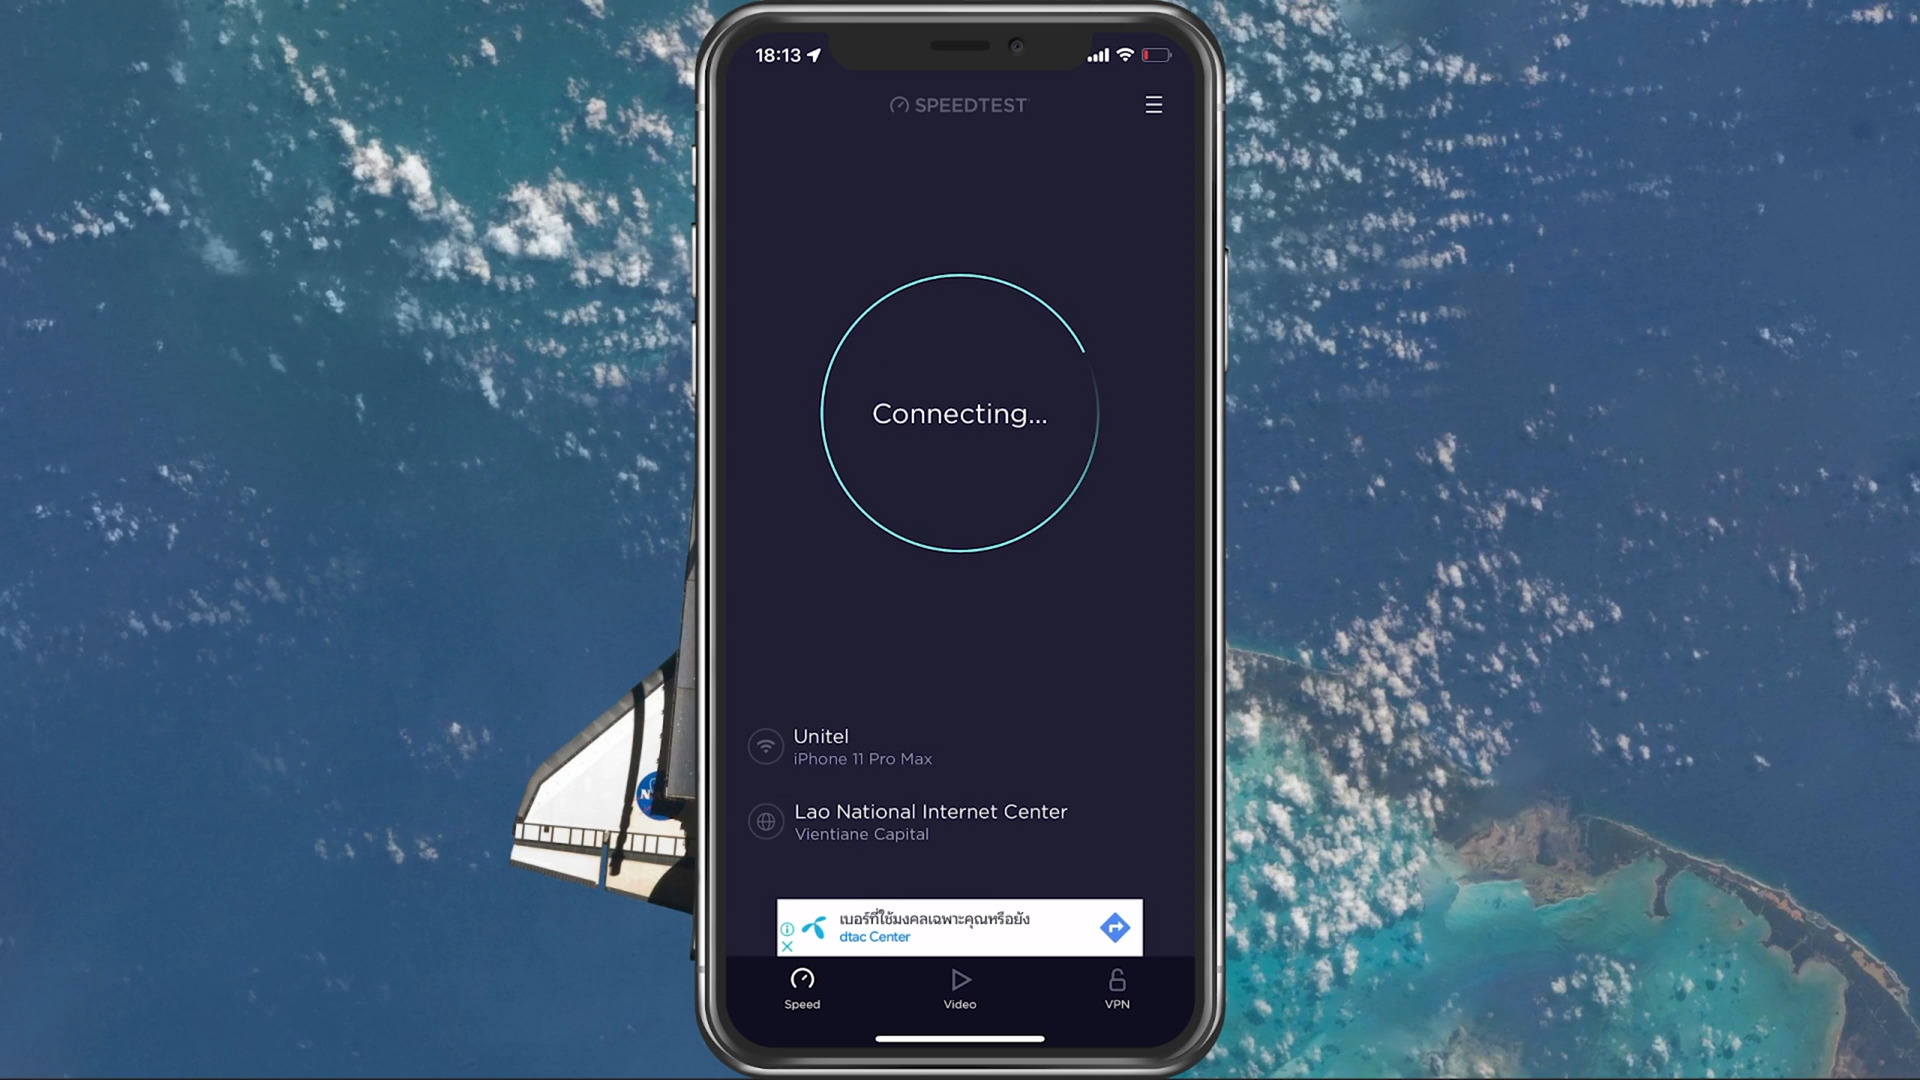 18:13
SPEEDTEST
Connecting...
Unitel
iPhone 11 Pro Max
Lao National Internet Center
Vientiane Capital
เบอร์ที่ใช้มงคลเฉพาะคุณหรือยัง
dtac Center
Speed
Video
VPN